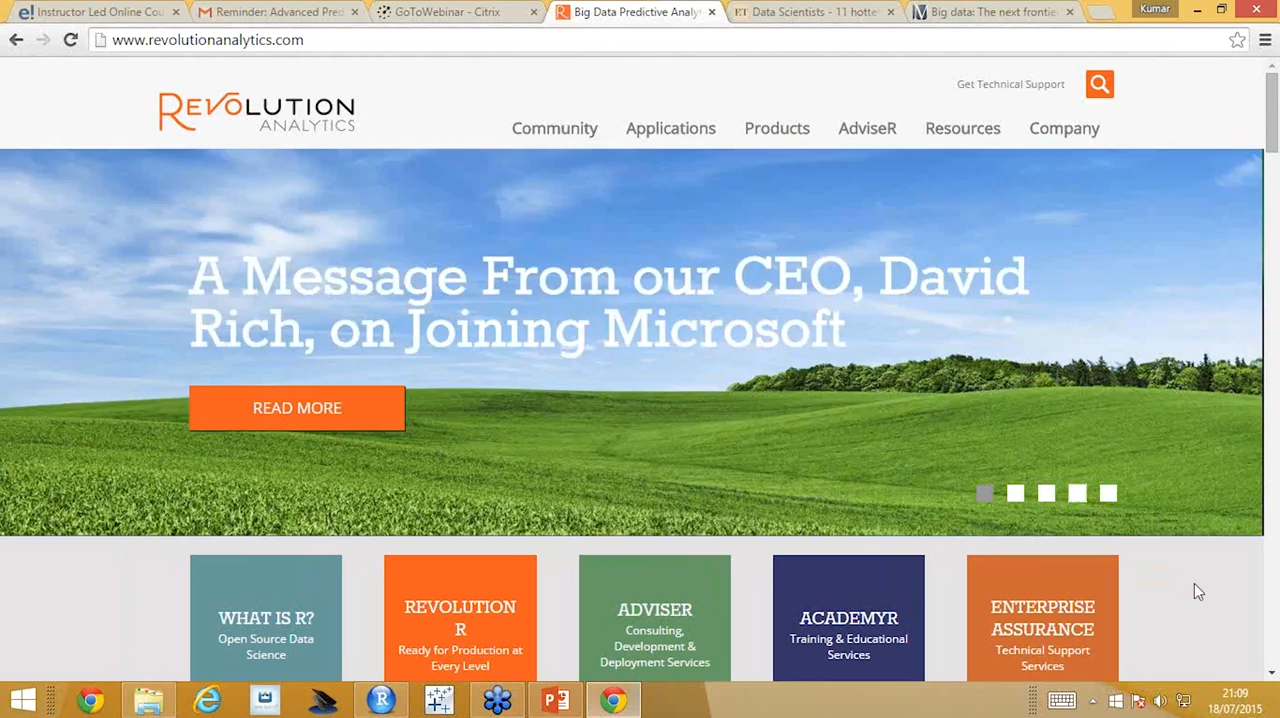 Instructor Led Online Cou
Reminder: Advanced Pred
GoToWebinar - Citrix
Big Data Predictive Analy
Data Scientists - 11 hotte
Big data: The next frontie
Kumar
www.revolutionanalytics.com
Get Technical Support
REVOLUTION
ANALYTICS
Community
Applications
Products
AdviseR
Resources
Company
A Message From our CEO, David
Rich, on Joining Microsoft
READ MORE
WHAT IS R?
Open Source Data
Science
REVOLUTION
R
Ready for Production at
Every Level
ADVISER
Consulting,
Development &
Deployment Services
ACADEMYR
Training & Educational
Services
ENTERPRISE
ASSURANCE
Technical Support
Services
21:09
18/07/2015